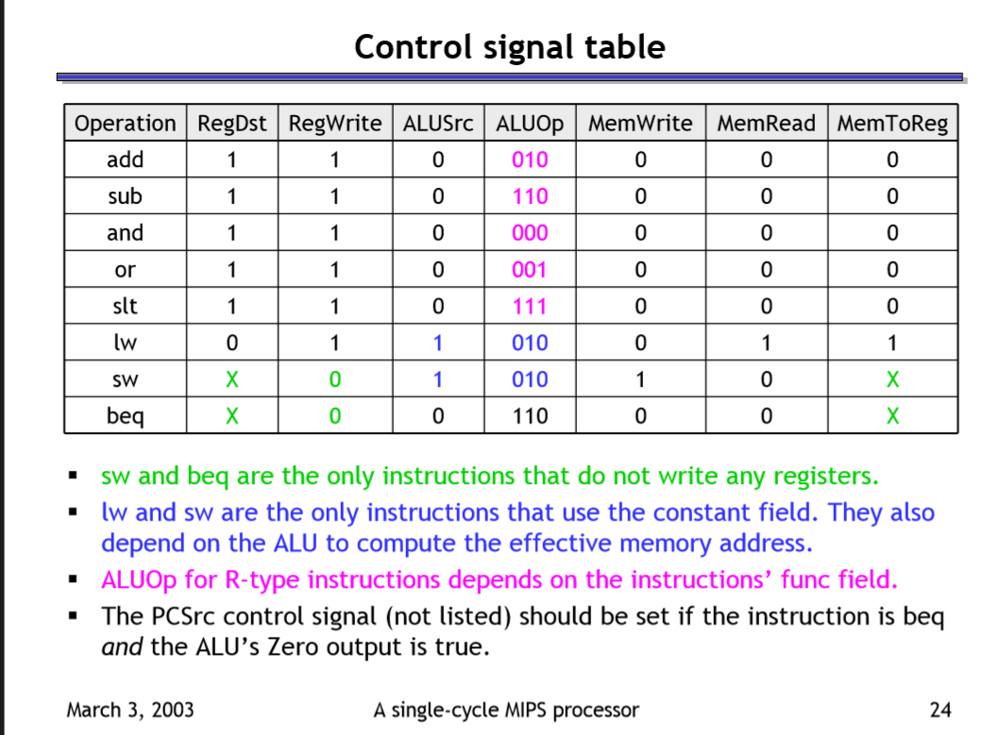 Control signal table
Operation RegDst RegWrite ALUSrc ALUOp MemWrite MemRead MemToReg
add 1 1 0 010 0 0 0
sub 1 1 0 110 0 0 0
and 1 1 0 000 0 0 0
or 1 1 0 001 0 0 0
slt 1 1 0 111 0 0 0
lw 0 1 1 010 0 1 1
sw X 0 1 010 1 0 X
beq X 0 0 110 0 0 X
▪ sw and beq are the only instructions that do not write any registers.
▪ lw and sw are the only instructions that use the constant field. They also
depend on the ALU to compute the effective memory address.
▪ ALUOp for R-type instructions depends on the instructions’ func field.
▪ The PCSrc control signal (not listed) should be set if the instruction is beq
and the ALU’s Zero output is true.
March 3, 2003 A single-cycle MIPS processor 24